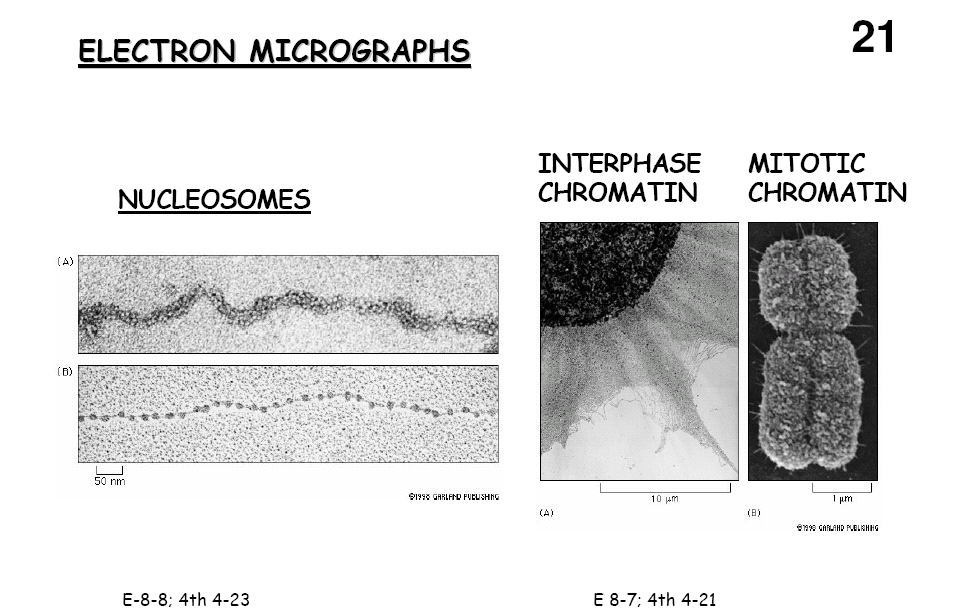 ELECTRON MICROGRAPHS
21
NUCLEOSOMES
(A)
(B)
50 nm
©1998 GARLAND PUBLISHING
INTERPHASE
CHROMATIN
MITOTIC
CHROMATIN
10 µm
1 µm
(A)
(B)
©1998 GARLAND PUBLISHING
E-8-8; 4th 4-23
E 8-7; 4th 4-21